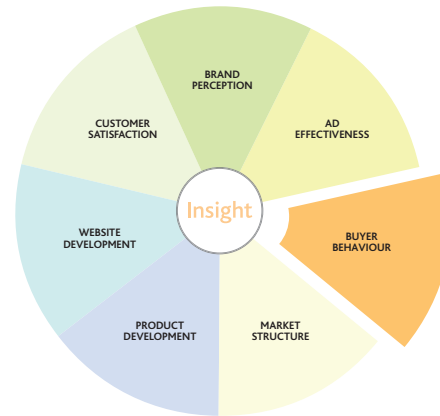 BRAND
PERCEPTION
AD
EFFECTIVENESS
BUYER
BEHAVIOUR
MARKET
STRUCTURE
PRODUCT
DEVELOPMENT
WEBSITE
DEVELOPMENT
CUSTOMER
SATISFACTION
Insight